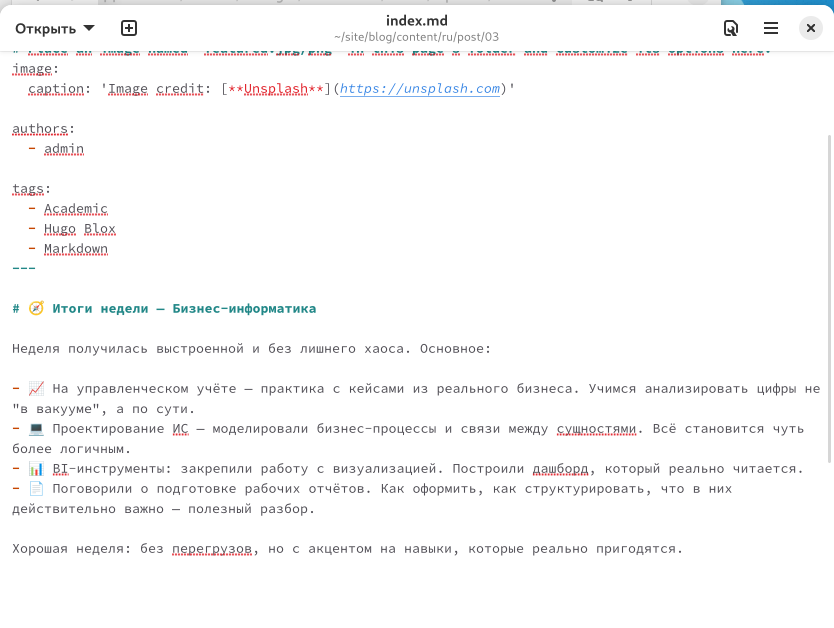 Открыть
index.md
~/site/blog/content/ru/post/03
image:
caption: 'Image credit: [**Unsplash**](https://unsplash.com)'
authors:
- admin
tags:
- Academic
- Hugo Blox
- Markdown
---
# 🧭 Итоги недели — Бизнес-информатика
Неделя получилась выстроенной и без лишнего хаоса. Основное:
- 📈 На управленческом учёте — практика с кейсами из реального бизнеса. Учимся анализировать цифры не
"в вакууме", а по сути.
- 💻 Проектирование ИС — моделировали бизнес-процессы и связи между сущностями. Всё становится чуть
более логичным.
- 📊 BI-инструменты: закрепили работу с визуализацией. Построили дашборд, который реально читается.
- 📄 Поговорили о подготовке рабочих отчётов. Как оформить, как структурировать, что в них
действительно важно — полезный разбор.
Хорошая неделя: без перегрузов, но с акцентом на навыки, которые реально пригодятся.